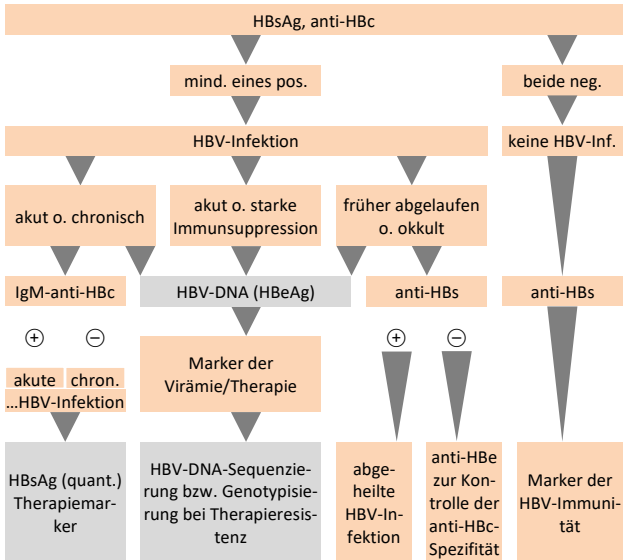 HBsAg, anti-HBc
mind. eines pos.
beide neg.
HBV-Infektion
keine HBV-Inf.
akut o. chronisch
akut o. starke
Immunsuppression
früher abgelaufen
o. okkult
IgM-anti-HBc
HBV-DNA (HBeAg)
anti-HBs
anti-HBs
+
−
+
−
akute
chron.
...HBV-Infektion
Marker der
Virämie/Therapie
HBsAg (quant.)
Therapiemar-
ker
HBV-DNA-Sequenzie-
rung bzw. Genotypisie-
rung bei Therapieresis-
tenz
abge-
heilte
HBV-In-
fektion
anti-HBe
zur Kon-
trolle der
anti-HBc-
Spezifität
Marker der
HBV-Immuni-
tät